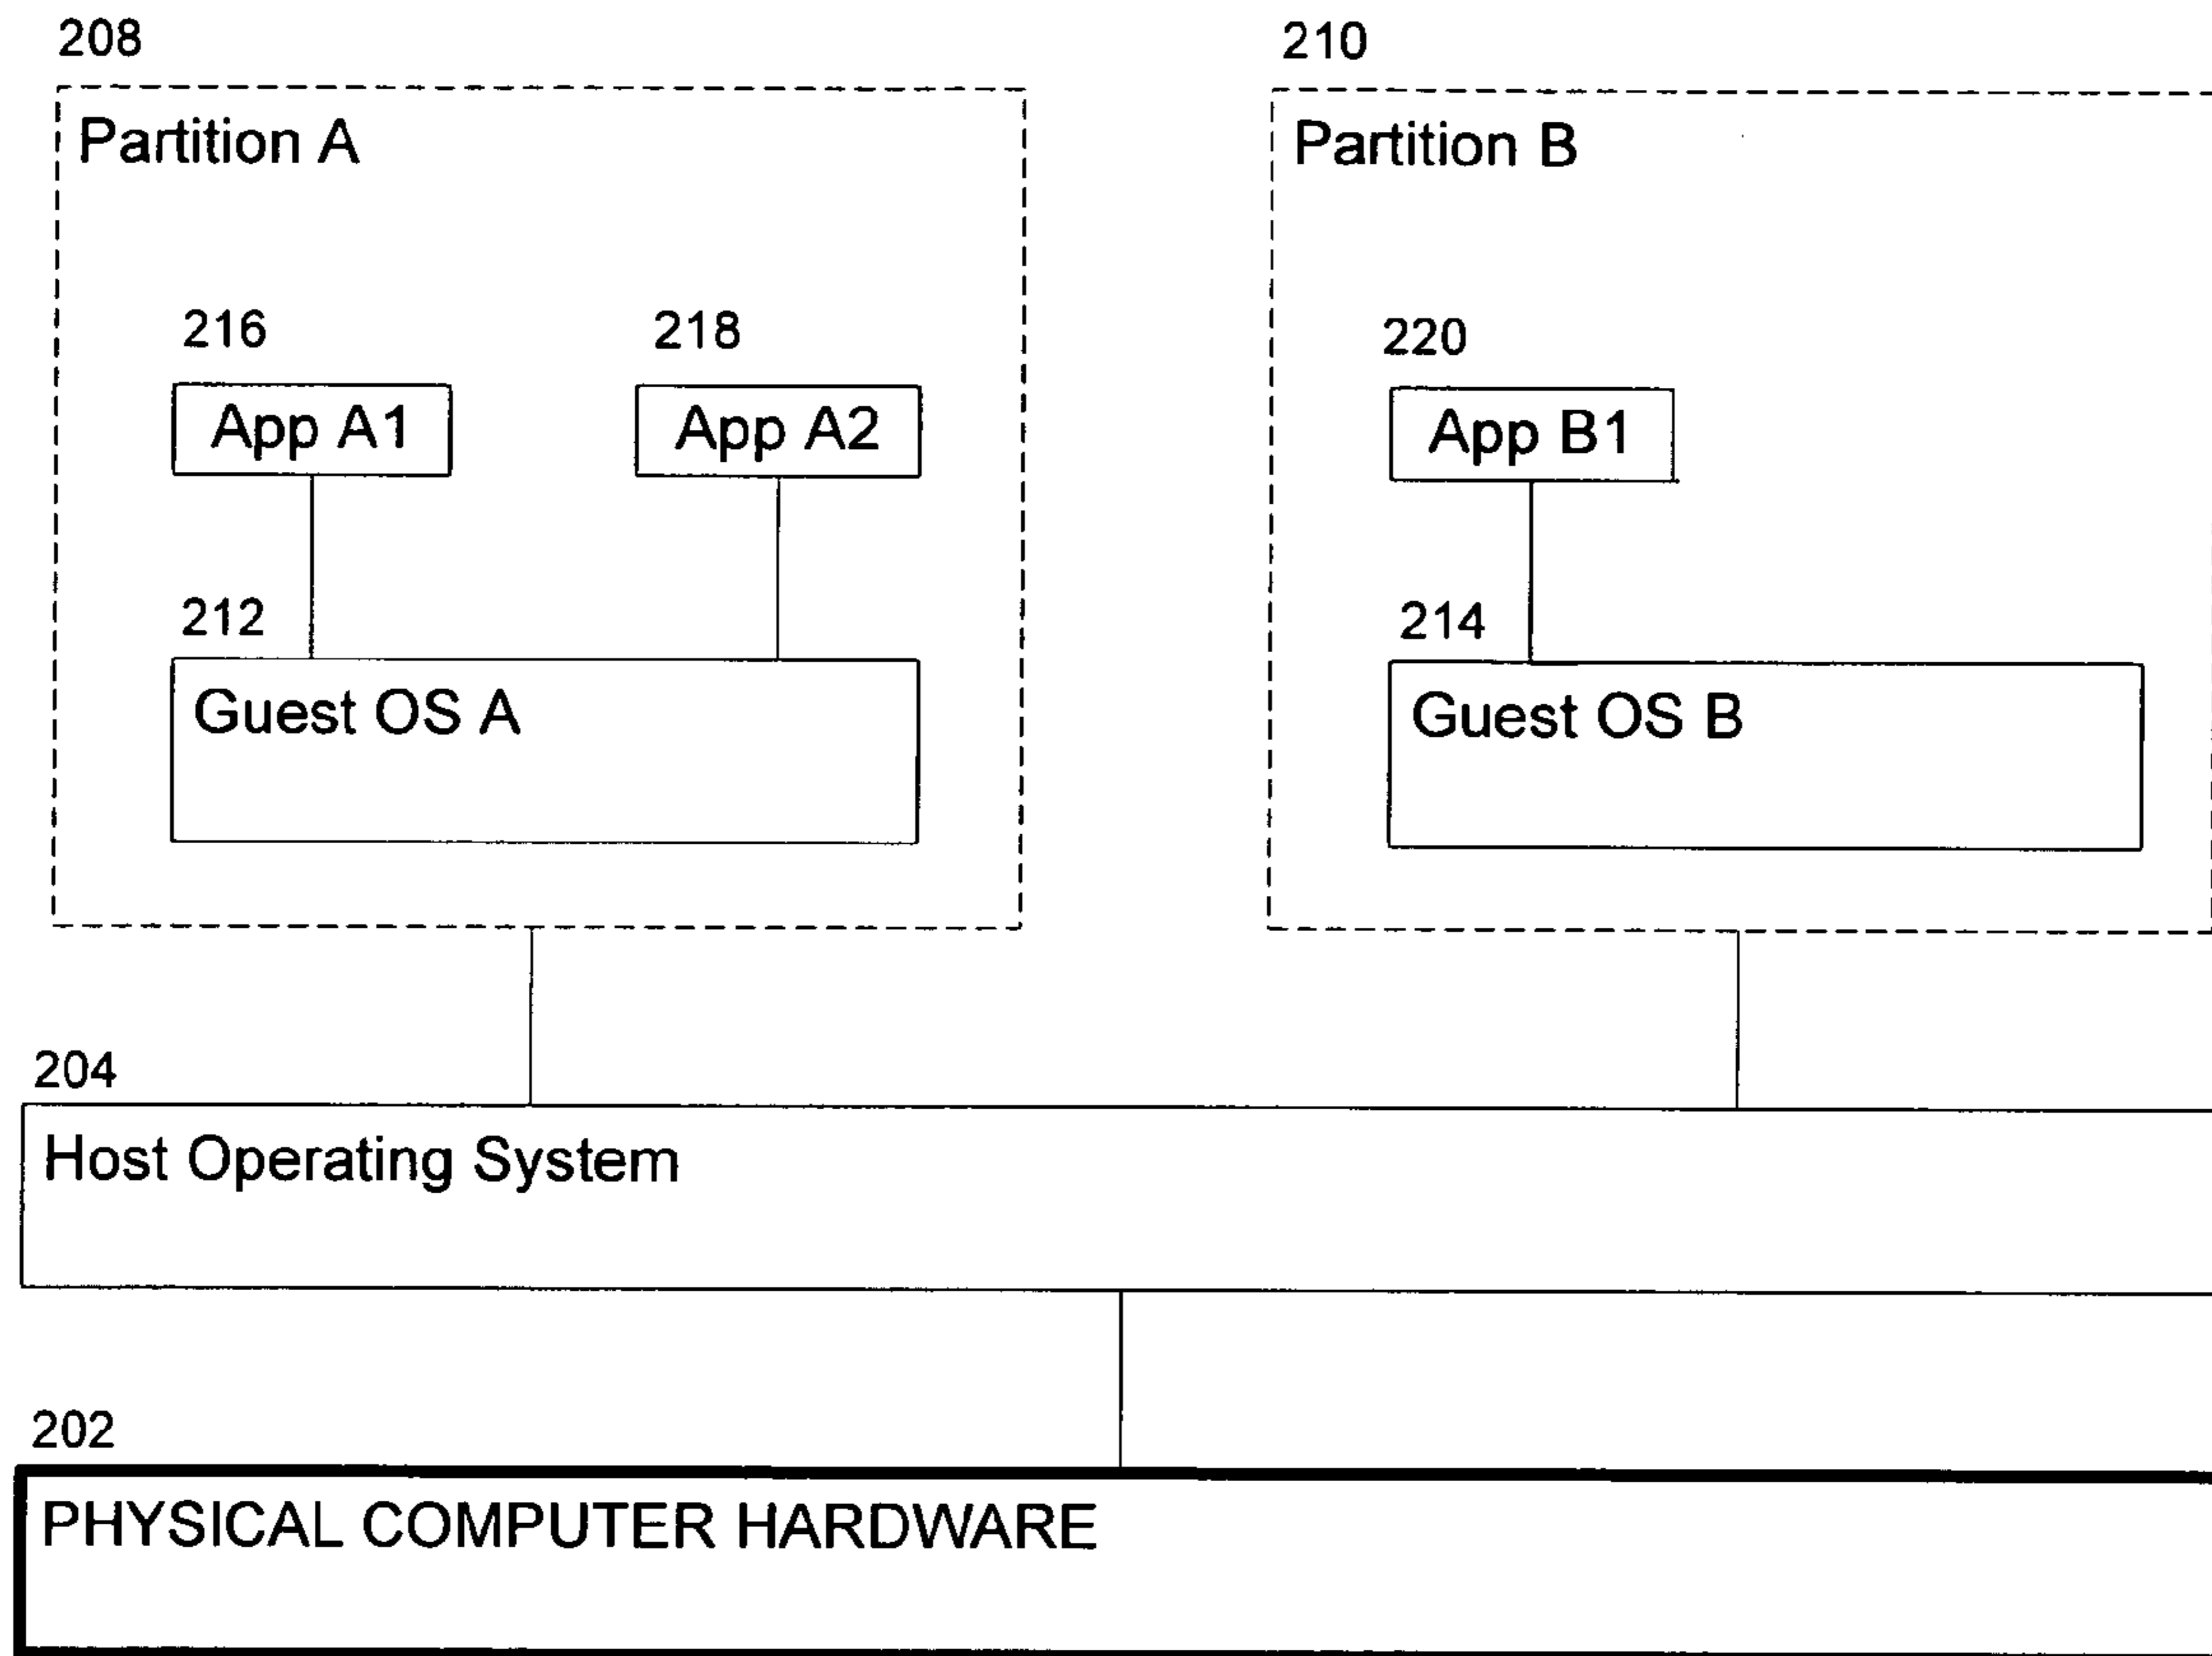 208
210
Partition A
Partition B
216
218
220
App A1
App A2
App B1
212
214
Guest OS A
Guest OS B
204
Host Operating System
202
PHYSICAL COMPUTER HARDWARE